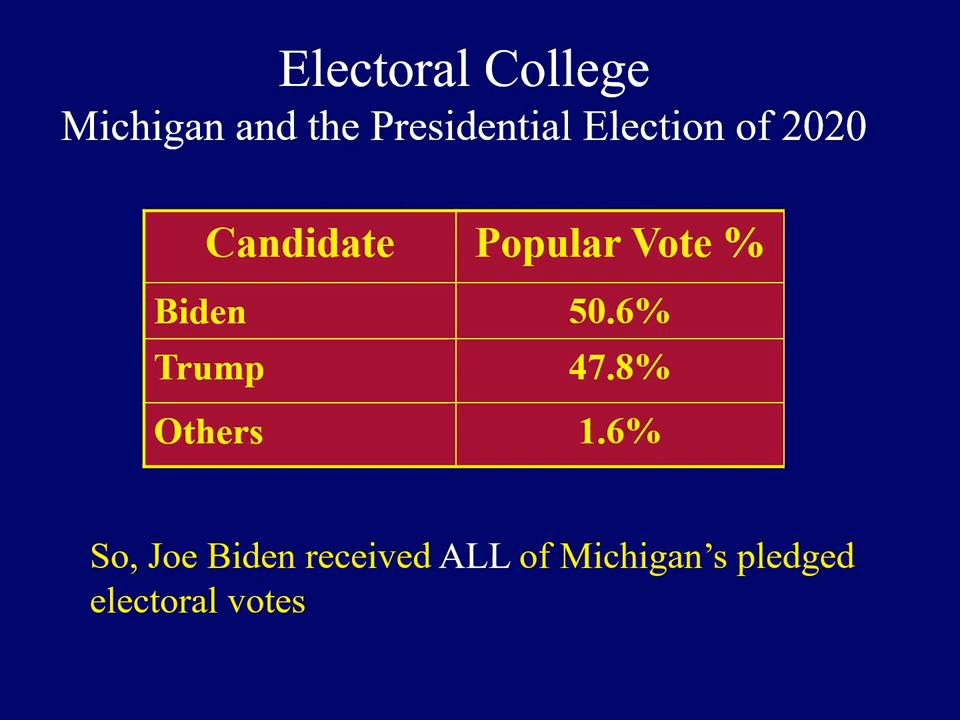 Electoral College
Michigan and the Presidential Election of 2020
Candidate Popular Vote %
Biden 50.6%
Trump 47.8%
Others 1.6%
So, Joe Biden received ALL of Michigan’s pledged
electoral votes